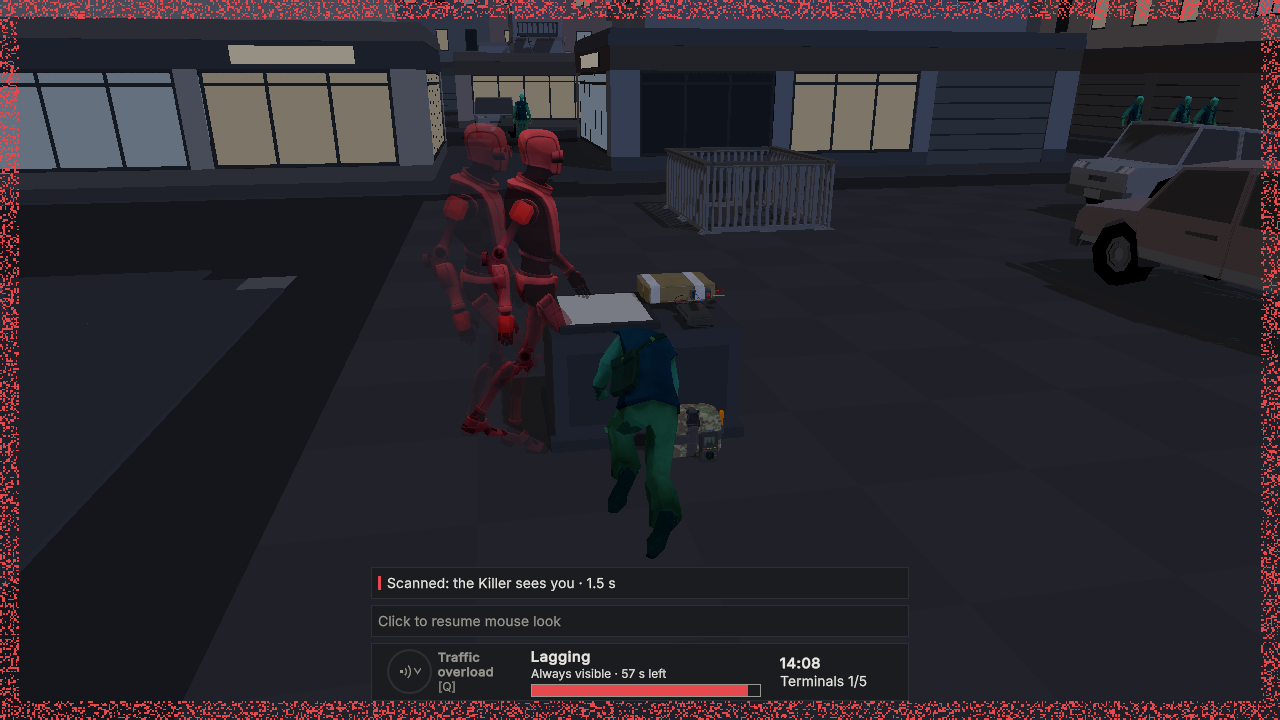 Scanned: the Killer sees you · 1.5 s
Click to resume mouse look
Traffic
overload
[Q]
Lagging
Always visible · 57 s left
14:08
Terminals 1/5